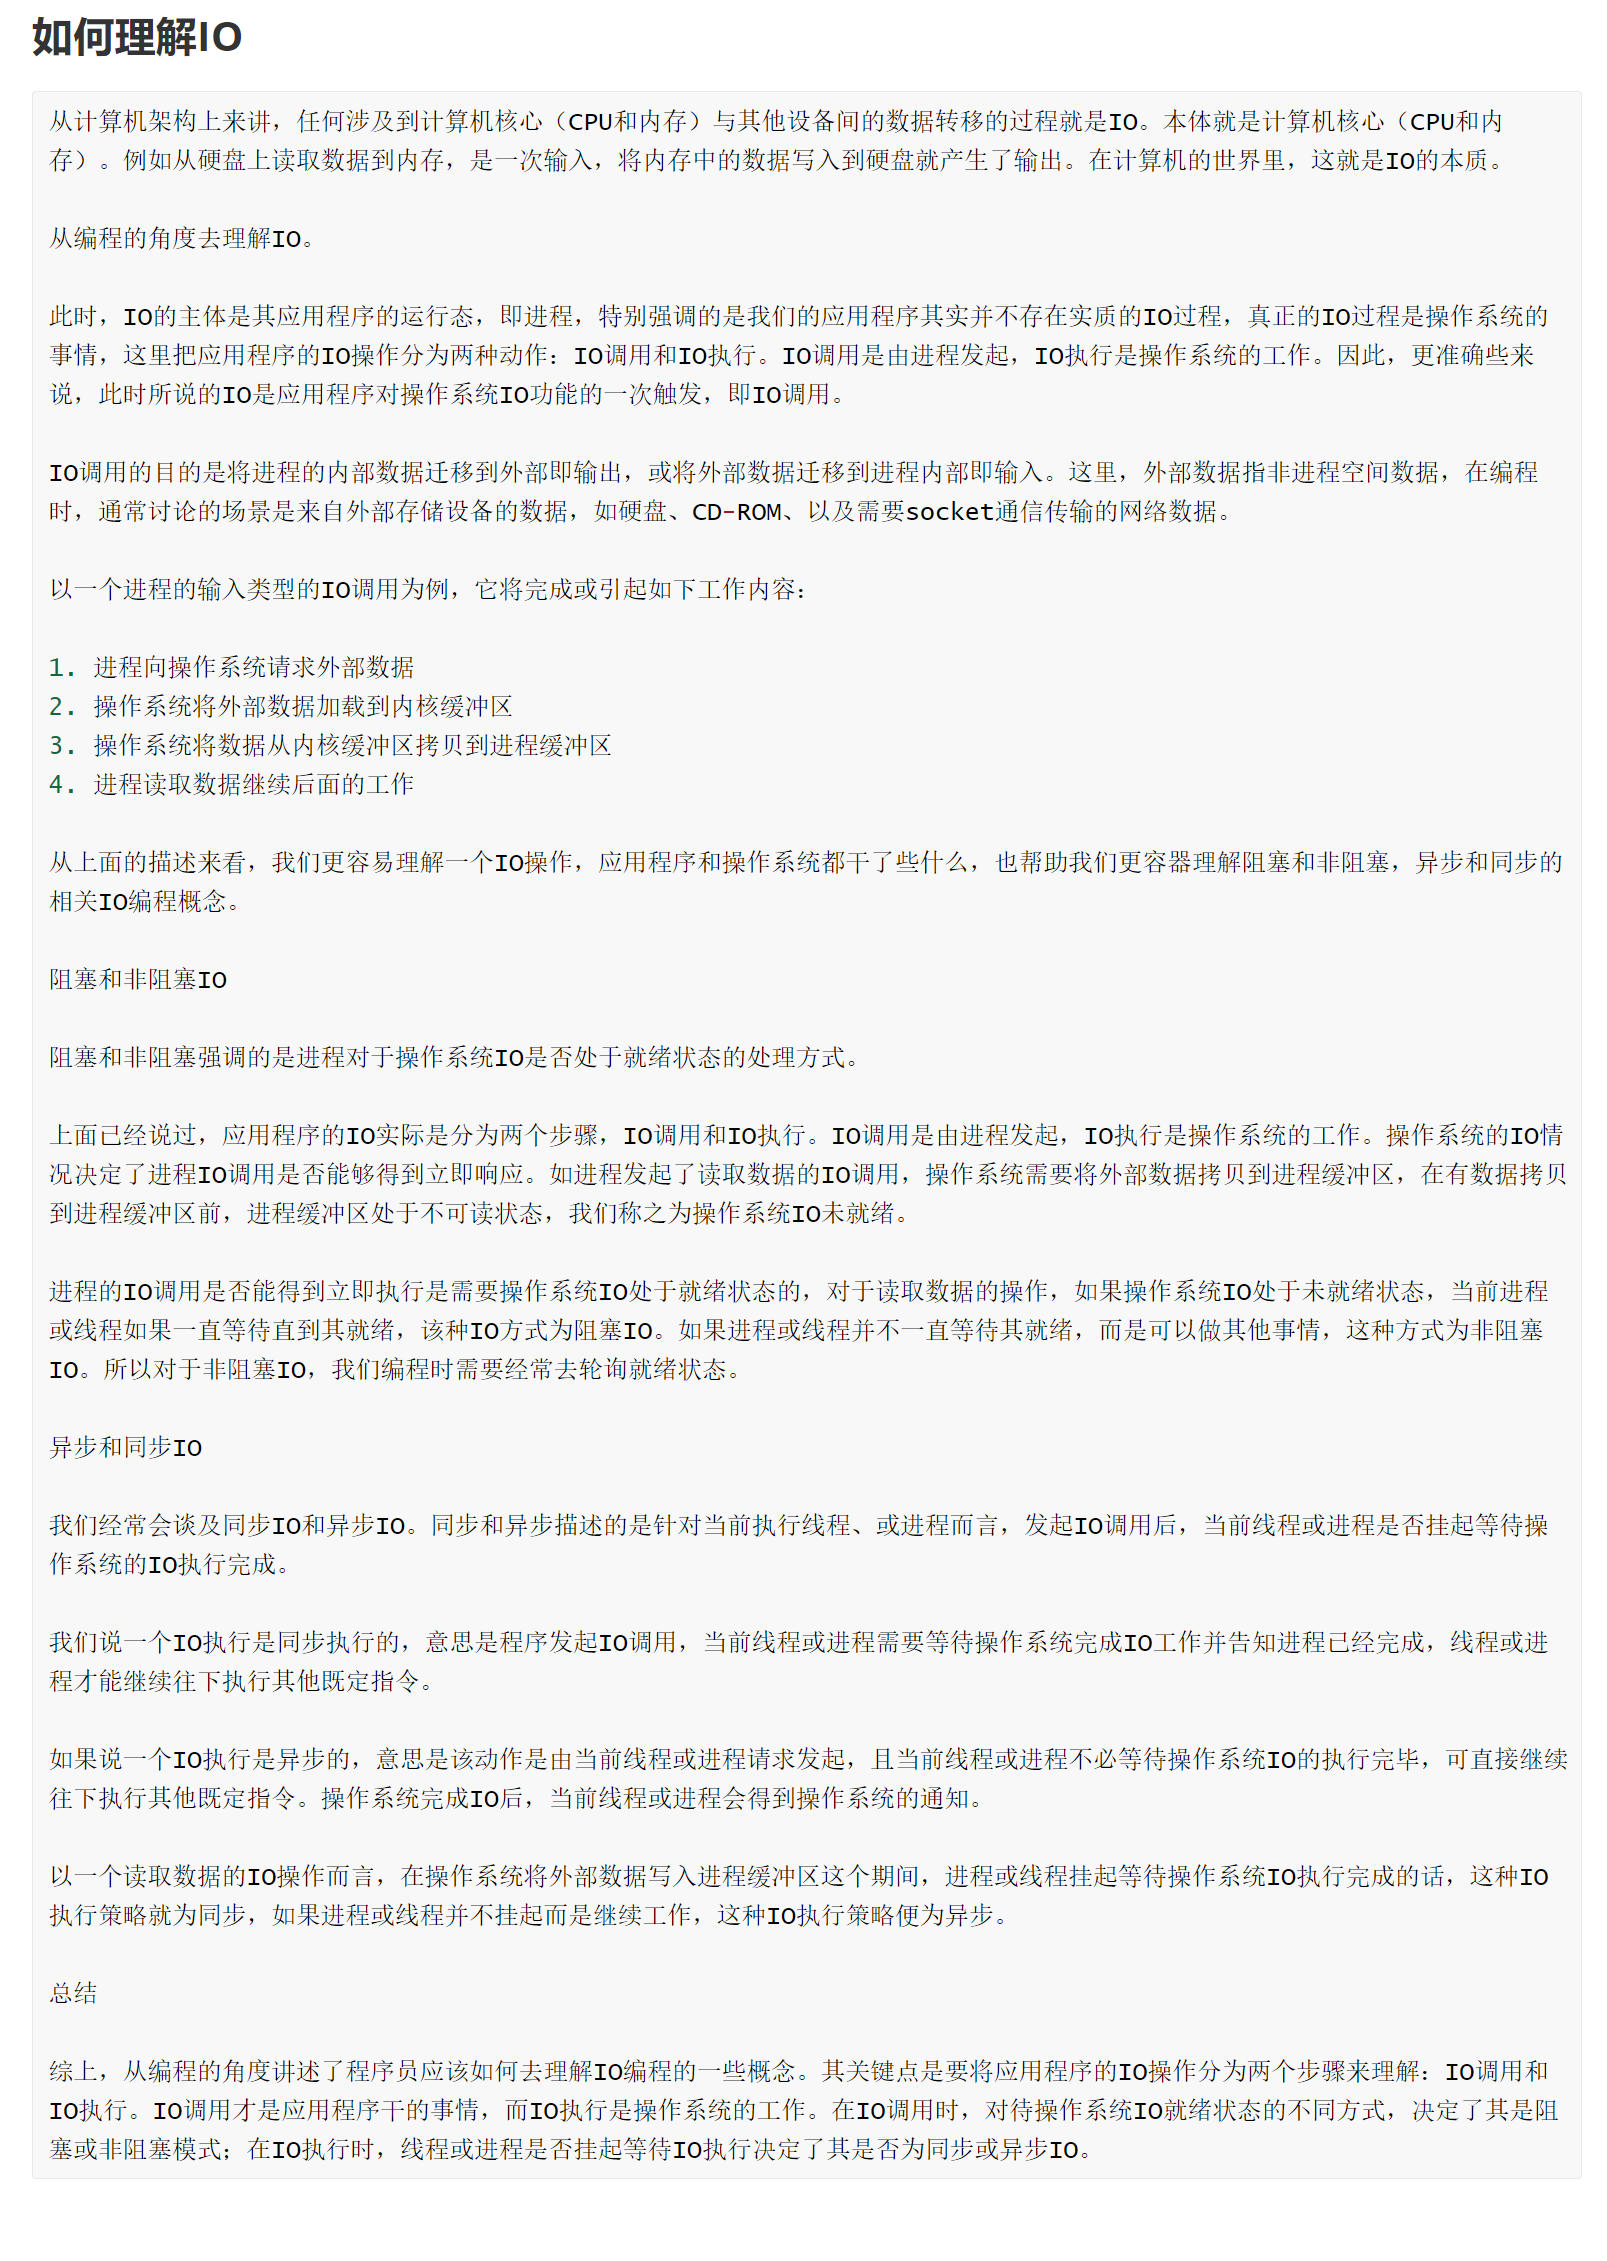 如何理解IO
从计算机架构上来讲，任何涉及到计算机核心（CPU和内存）与其他设备间的数据转移的过程就是IO。本体就是计算机核心（CPU和内
存）。例如从硬盘上读取数据到内存，是一次输入，将内存中的数据写入到硬盘就产生了输出。在计算机的世界里，这就是IO的本质。
从编程的角度去理解IO。
此时，IO的主体是其应用程序的运行态，即进程，特别强调的是我们的应用程序其实并不存在实质的IO过程，真正的IO过程是操作系统的
事情，这里把应用程序的IO操作分为两种动作：IO调用和IO执行。IO调用是由进程发起，IO执行是操作系统的工作。因此，更准确些来
说，此时所说的IO是应用程序对操作系统IO功能的一次触发，即IO调用。
IO调用的目的是将进程的内部数据迁移到外部即输出，或将外部数据迁移到进程内部即输入。这里，外部数据指非进程空间数据，在编程
时，通常讨论的场景是来自外部存储设备的数据，如硬盘、CD-ROM、以及需要socket通信传输的网络数据。
以一个进程的输入类型的IO调用为例，它将完成或引起如下工作内容：
1. 进程向操作系统请求外部数据
2. 操作系统将外部数据加载到内核缓冲区
3. 操作系统将数据从内核缓冲区拷贝到进程缓冲区
4. 进程读取数据继续后面的工作
从上面的描述来看，我们更容易理解一个IO操作，应用程序和操作系统都干了些什么，也帮助我们更容器理解阻塞和非阻塞，异步和同步的
相关IO编程概念。
阻塞和非阻塞IO
阻塞和非阻塞强调的是进程对于操作系统IO是否处于就绪状态的处理方式。
上面已经说过，应用程序的IO实际是分为两个步骤，IO调用和IO执行。IO调用是由进程发起，IO执行是操作系统的工作。操作系统的IO情
况决定了进程IO调用是否能够得到立即响应。如进程发起了读取数据的IO调用，操作系统需要将外部数据拷贝到进程缓冲区，在有数据拷贝
到进程缓冲区前，进程缓冲区处于不可读状态，我们称之为操作系统IO未就绪。
进程的IO调用是否能得到立即执行是需要操作系统IO处于就绪状态的，对于读取数据的操作，如果操作系统IO处于未就绪状态，当前进程
或线程如果一直等待直到其就绪，该种IO方式为阻塞IO。如果进程或线程并不一直等待其就绪，而是可以做其他事情，这种方式为非阻塞
IO。所以对于非阻塞IO，我们编程时需要经常去轮询就绪状态。
异步和同步IO
我们经常会谈及同步IO和异步IO。同步和异步描述的是针对当前执行线程、或进程而言，发起IO调用后，当前线程或进程是否挂起等待操
作系统的IO执行完成。
我们说一个IO执行是同步执行的，意思是程序发起IO调用，当前线程或进程需要等待操作系统完成IO工作并告知进程已经完成，线程或进
程才能继续往下执行其他既定指令。
如果说一个IO执行是异步的，意思是该动作是由当前线程或进程请求发起，且当前线程或进程不必等待操作系统IO的执行完毕，可直接继续
往下执行其他既定指令。操作系统完成IO后，当前线程或进程会得到操作系统的通知。
以一个读取数据的IO操作而言，在操作系统将外部数据写入进程缓冲区这个期间，进程或线程挂起等待操作系统IO执行完成的话，这种IO
执行策略就为同步，如果进程或线程并不挂起而是继续工作，这种IO执行策略便为异步。
总结
综上，从编程的角度讲述了程序员应该如何去理解IO编程的一些概念。其关键点是要将应用程序的IO操作分为两个步骤来理解：IO调用和
IO执行。IO调用才是应用程序干的事情，而IO执行是操作系统的工作。在IO调用时，对待操作系统IO就绪状态的不同方式，决定了其是阻
塞或非阻塞模式；在IO执行时，线程或进程是否挂起等待IO执行决定了其是否为同步或异步IO。